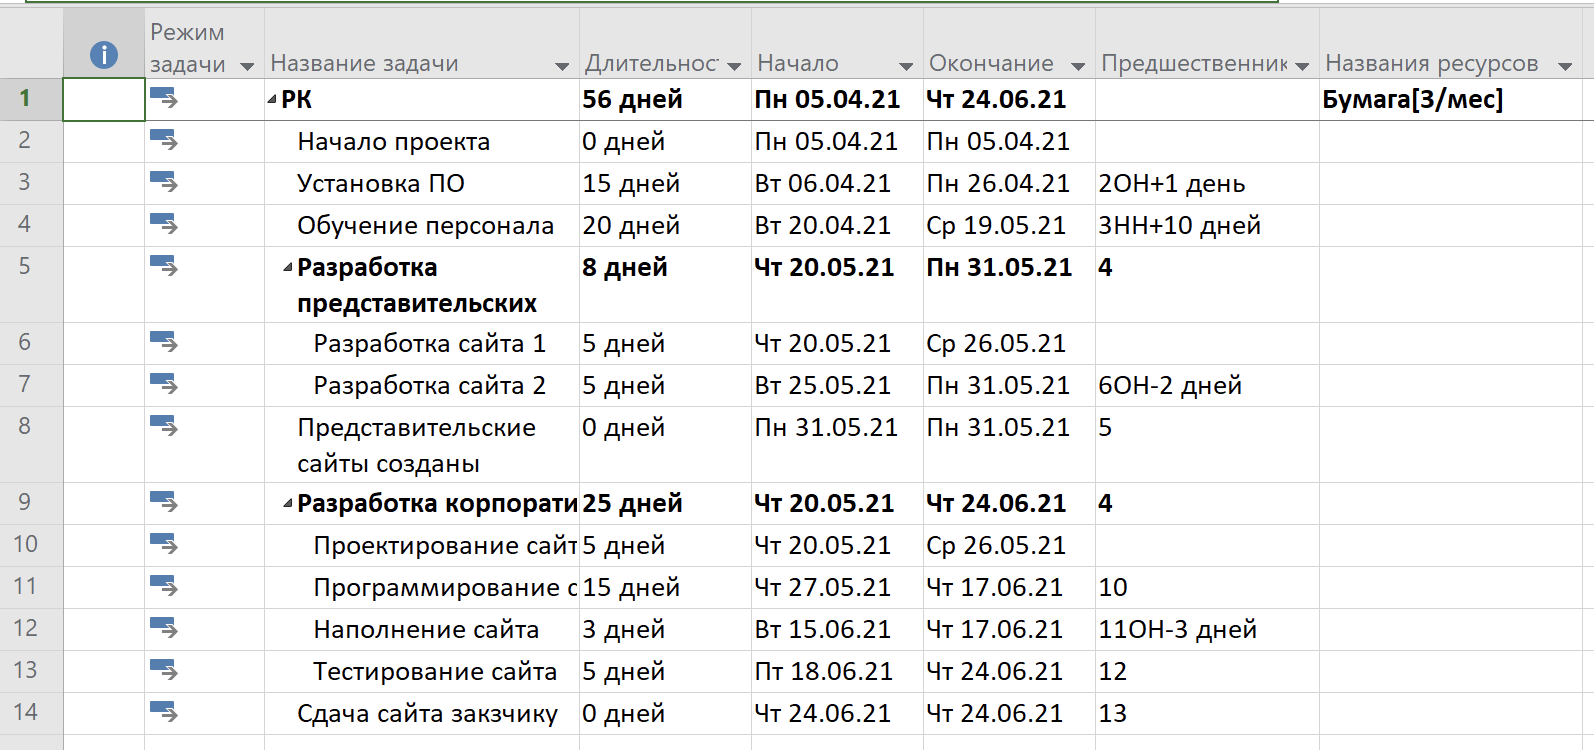 Режим задачи Название задачи Длительнос Начало Окончание Предшественник Названия ресурсов
1 РК 56 дней Пн 05.04.21 Чт 24.06.21 Бумага[3/мес]
2 Начало проекта 0 дней Пн 05.04.21 Пн 05.04.21
3 Установка ПО 15 дней Вт 06.04.21 Пн 26.04.21 2ОН+1 день
4 Обучение персонала 20 дней Вт 20.04.21 Ср 19.05.21 3НН+10 дней
5 Разработка 8 дней Чт 20.05.21 Пн 31.05.21 4
представительских
6 Разработка сайта 1 5 дней Чт 20.05.21 Ср 26.05.21
7 Разработка сайта 2 5 дней Вт 25.05.21 Пн 31.05.21 6ОН-2 дней
8 Представительские 0 дней Пн 31.05.21 Пн 31.05.21 5
сайты созданы
9 Разработка корпорати 25 дней Чт 20.05.21 Чт 24.06.21 4
10 Проектирование сайт 5 дней Чт 20.05.21 Ср 26.05.21
11 Программирование с 15 дней Чт 27.05.21 Чт 17.06.21 10
12 Наполнение сайта 3 дней Вт 15.06.21 Чт 17.06.21 11ОН-3 дней
13 Тестирование сайта 5 дней Пт 18.06.21 Чт 24.06.21 12
14 Сдача сайта закзчику 0 дней Чт 24.06.21 Чт 24.06.21 13